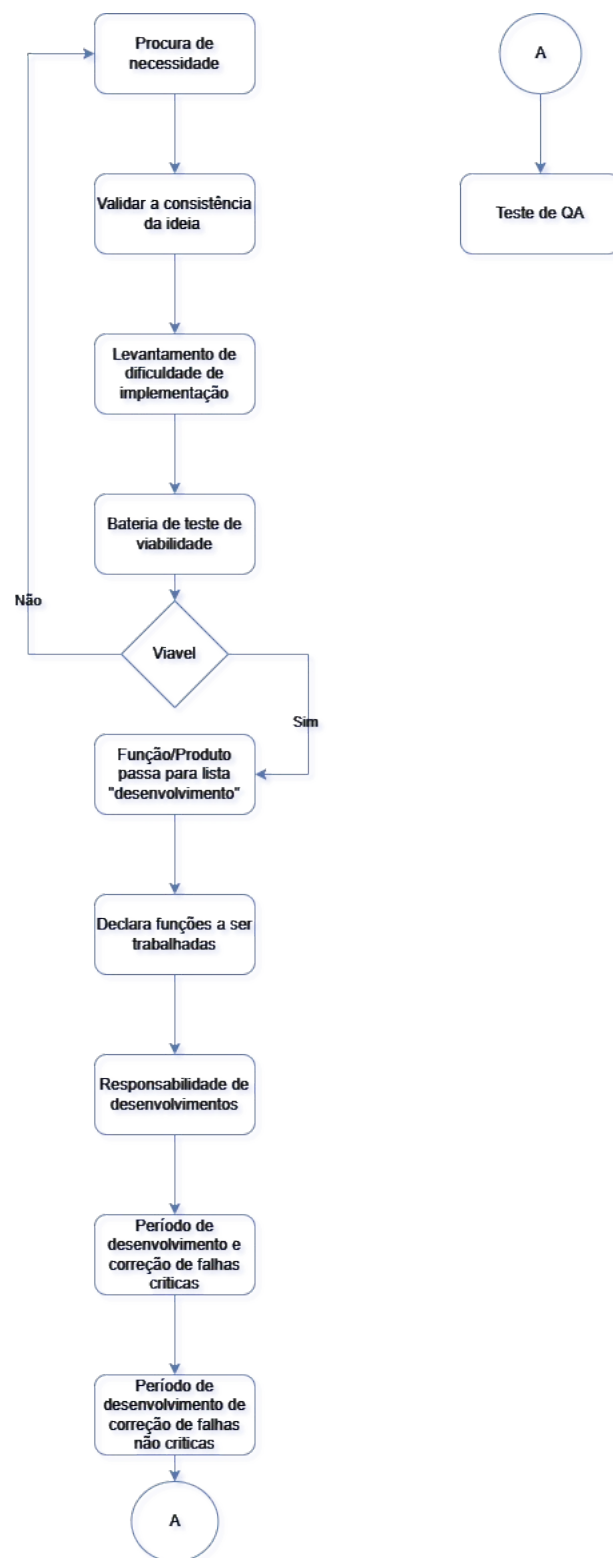 Procura de
necessidade
A
Validar a consistência
da ideia
Teste de QA
Levantamento de
dificuldade de
implementação
Bateria de teste de
viabilidade
Não
Viavel
Sim
Função/Produto
passa para lista
"desenvolvimento"
Declara funções a ser
trabalhadas
Responsabilidade de
desenvolvimentos
Período de
desenvolvimento e
correção de falhas
criticas
Período de
desenvolvimento de
correção de falhas
não criticas
A